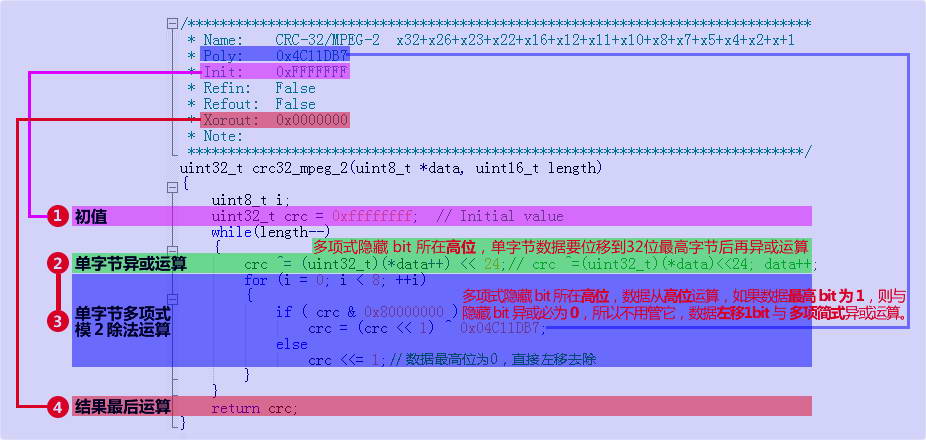 /*******************************************************************************
* Name:    CRC-32/MPEG-2  x32+x26+x23+x22+x16+x12+x11+x10+x8+x7+x5+x4+x2+x+1
* Poly:    0x4C11DB7
* Init:    0xFFFFFFF
* Refin:   False
* Refout:  False
* Xorout:  0x0000000
* Note:
*******************************************************************************/
uint32_t crc32_mpeg_2(uint8_t *data, uint16_t length)
{
uint8_t i;
1 初值
uint32_t crc = 0xffffffff;  // Initial value
while(length--)
{
多项式隐藏 bit 所在高位，单字节数据要位移到32位最高字节后再异或运算
2 单字节异或运算
crc ^= (uint32_t)(*data++) << 24;// crc ^=(uint32_t)(*data)<<24; data++;
for (i = 0; i < 8; ++i)
{
多项式隐藏 bit 所在高位，数据从高位运算，如果数据最高 bit 为 1，则与
隐藏 bit 异或必为 0，所以不用管它，数据左移1bit 与 多项简式异或运算。
3 单字节多项式
模 2 除法运算
if ( crc & 0x80000000 )
crc = (crc << 1) ^ 0x04C11DB7;
else
crc <<= 1; // 数据最高位为0，直接左移去除
}
}
4 结果最后运算
return crc;
}